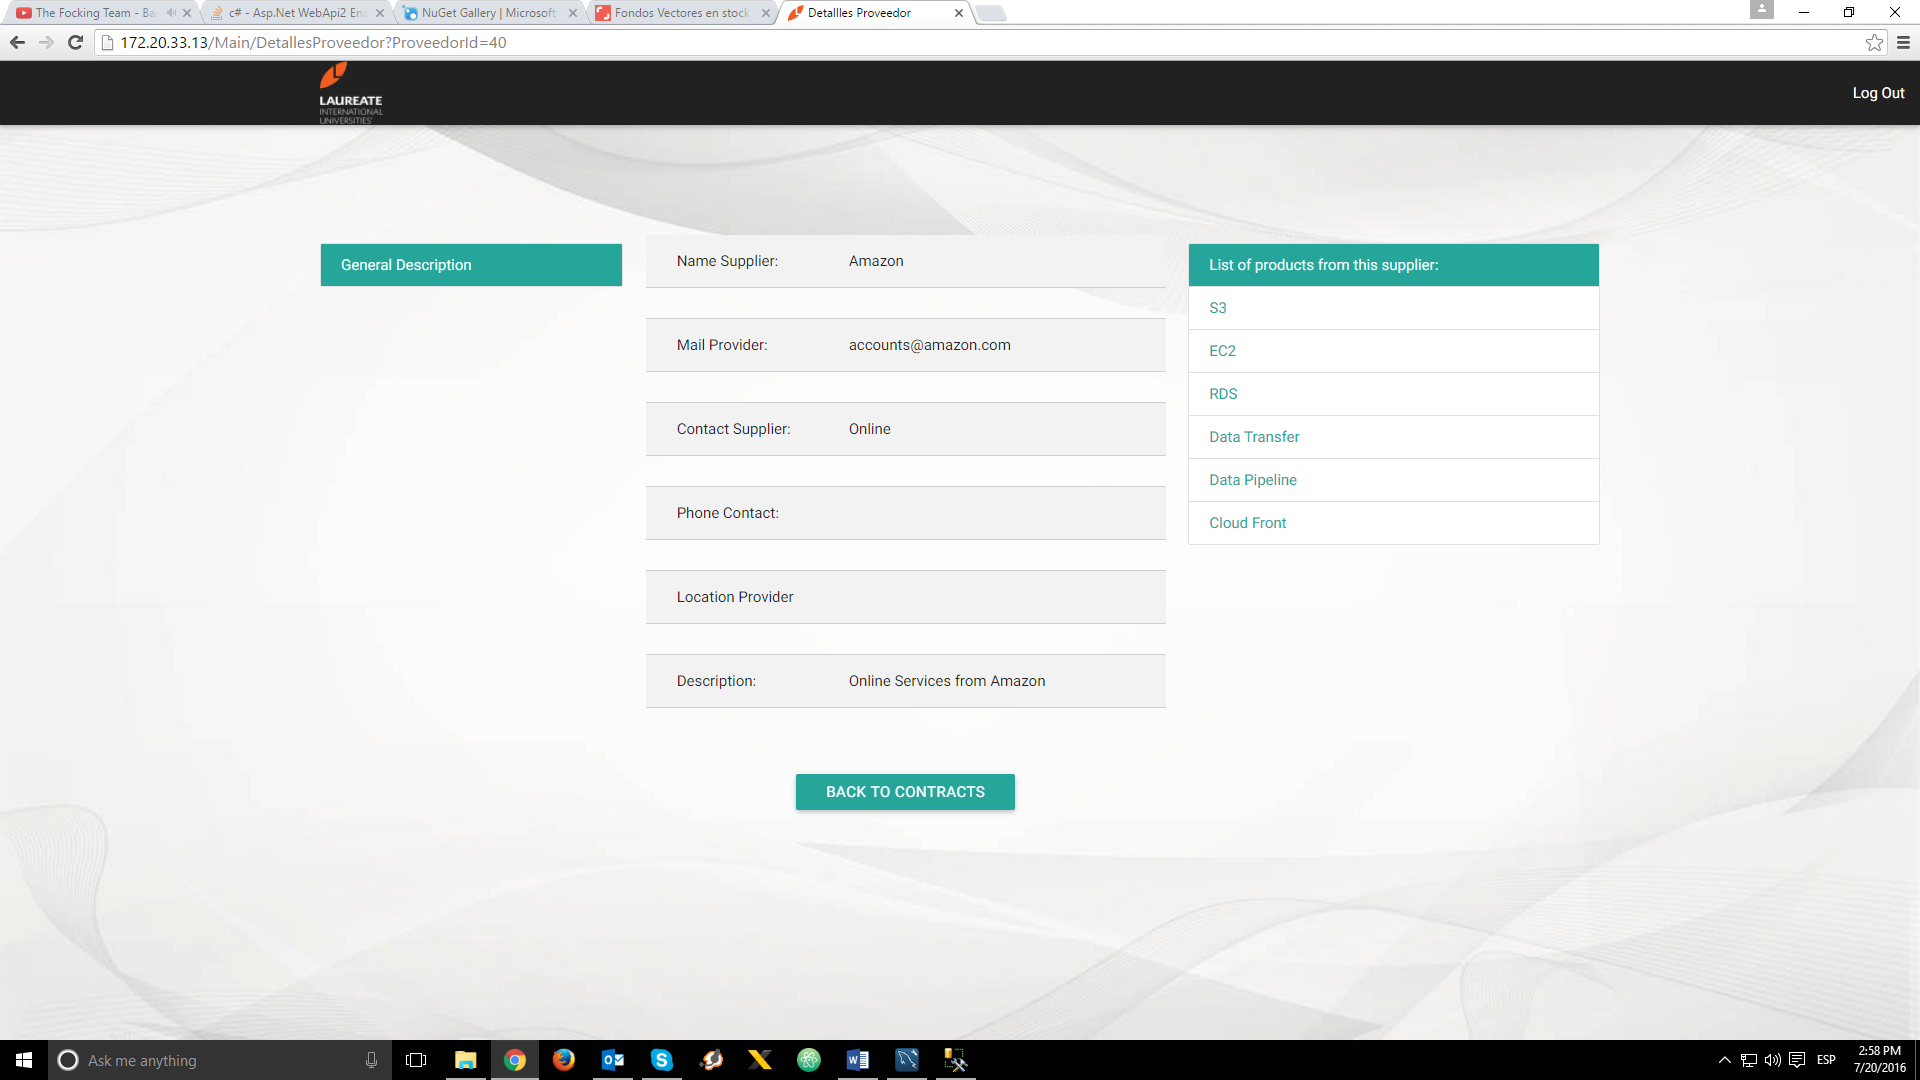 The Focking Team - Ba
c# - Asp.Net WebApi2 Ena
NuGet Gallery | Microsoft
Fondos Vectores en stock
Detallles Proveedor
172.20.33.13/Main/DetallesProveedor?ProveedorId=40
LAUREATE
INTERNATIONAL
UNIVERSITIES
Log Out
General Description
Name Supplier: Amazon
Mail Provider: accounts@amazon.com
Contact Supplier: Online
Phone Contact:
Location Provider
Description: Online Services from Amazon
List of products from this supplier:
S3
EC2
RDS
Data Transfer
Data Pipeline
Cloud Front
BACK TO CONTRACTS
Ask me anything
ESP
2:58 PM
7/20/2016